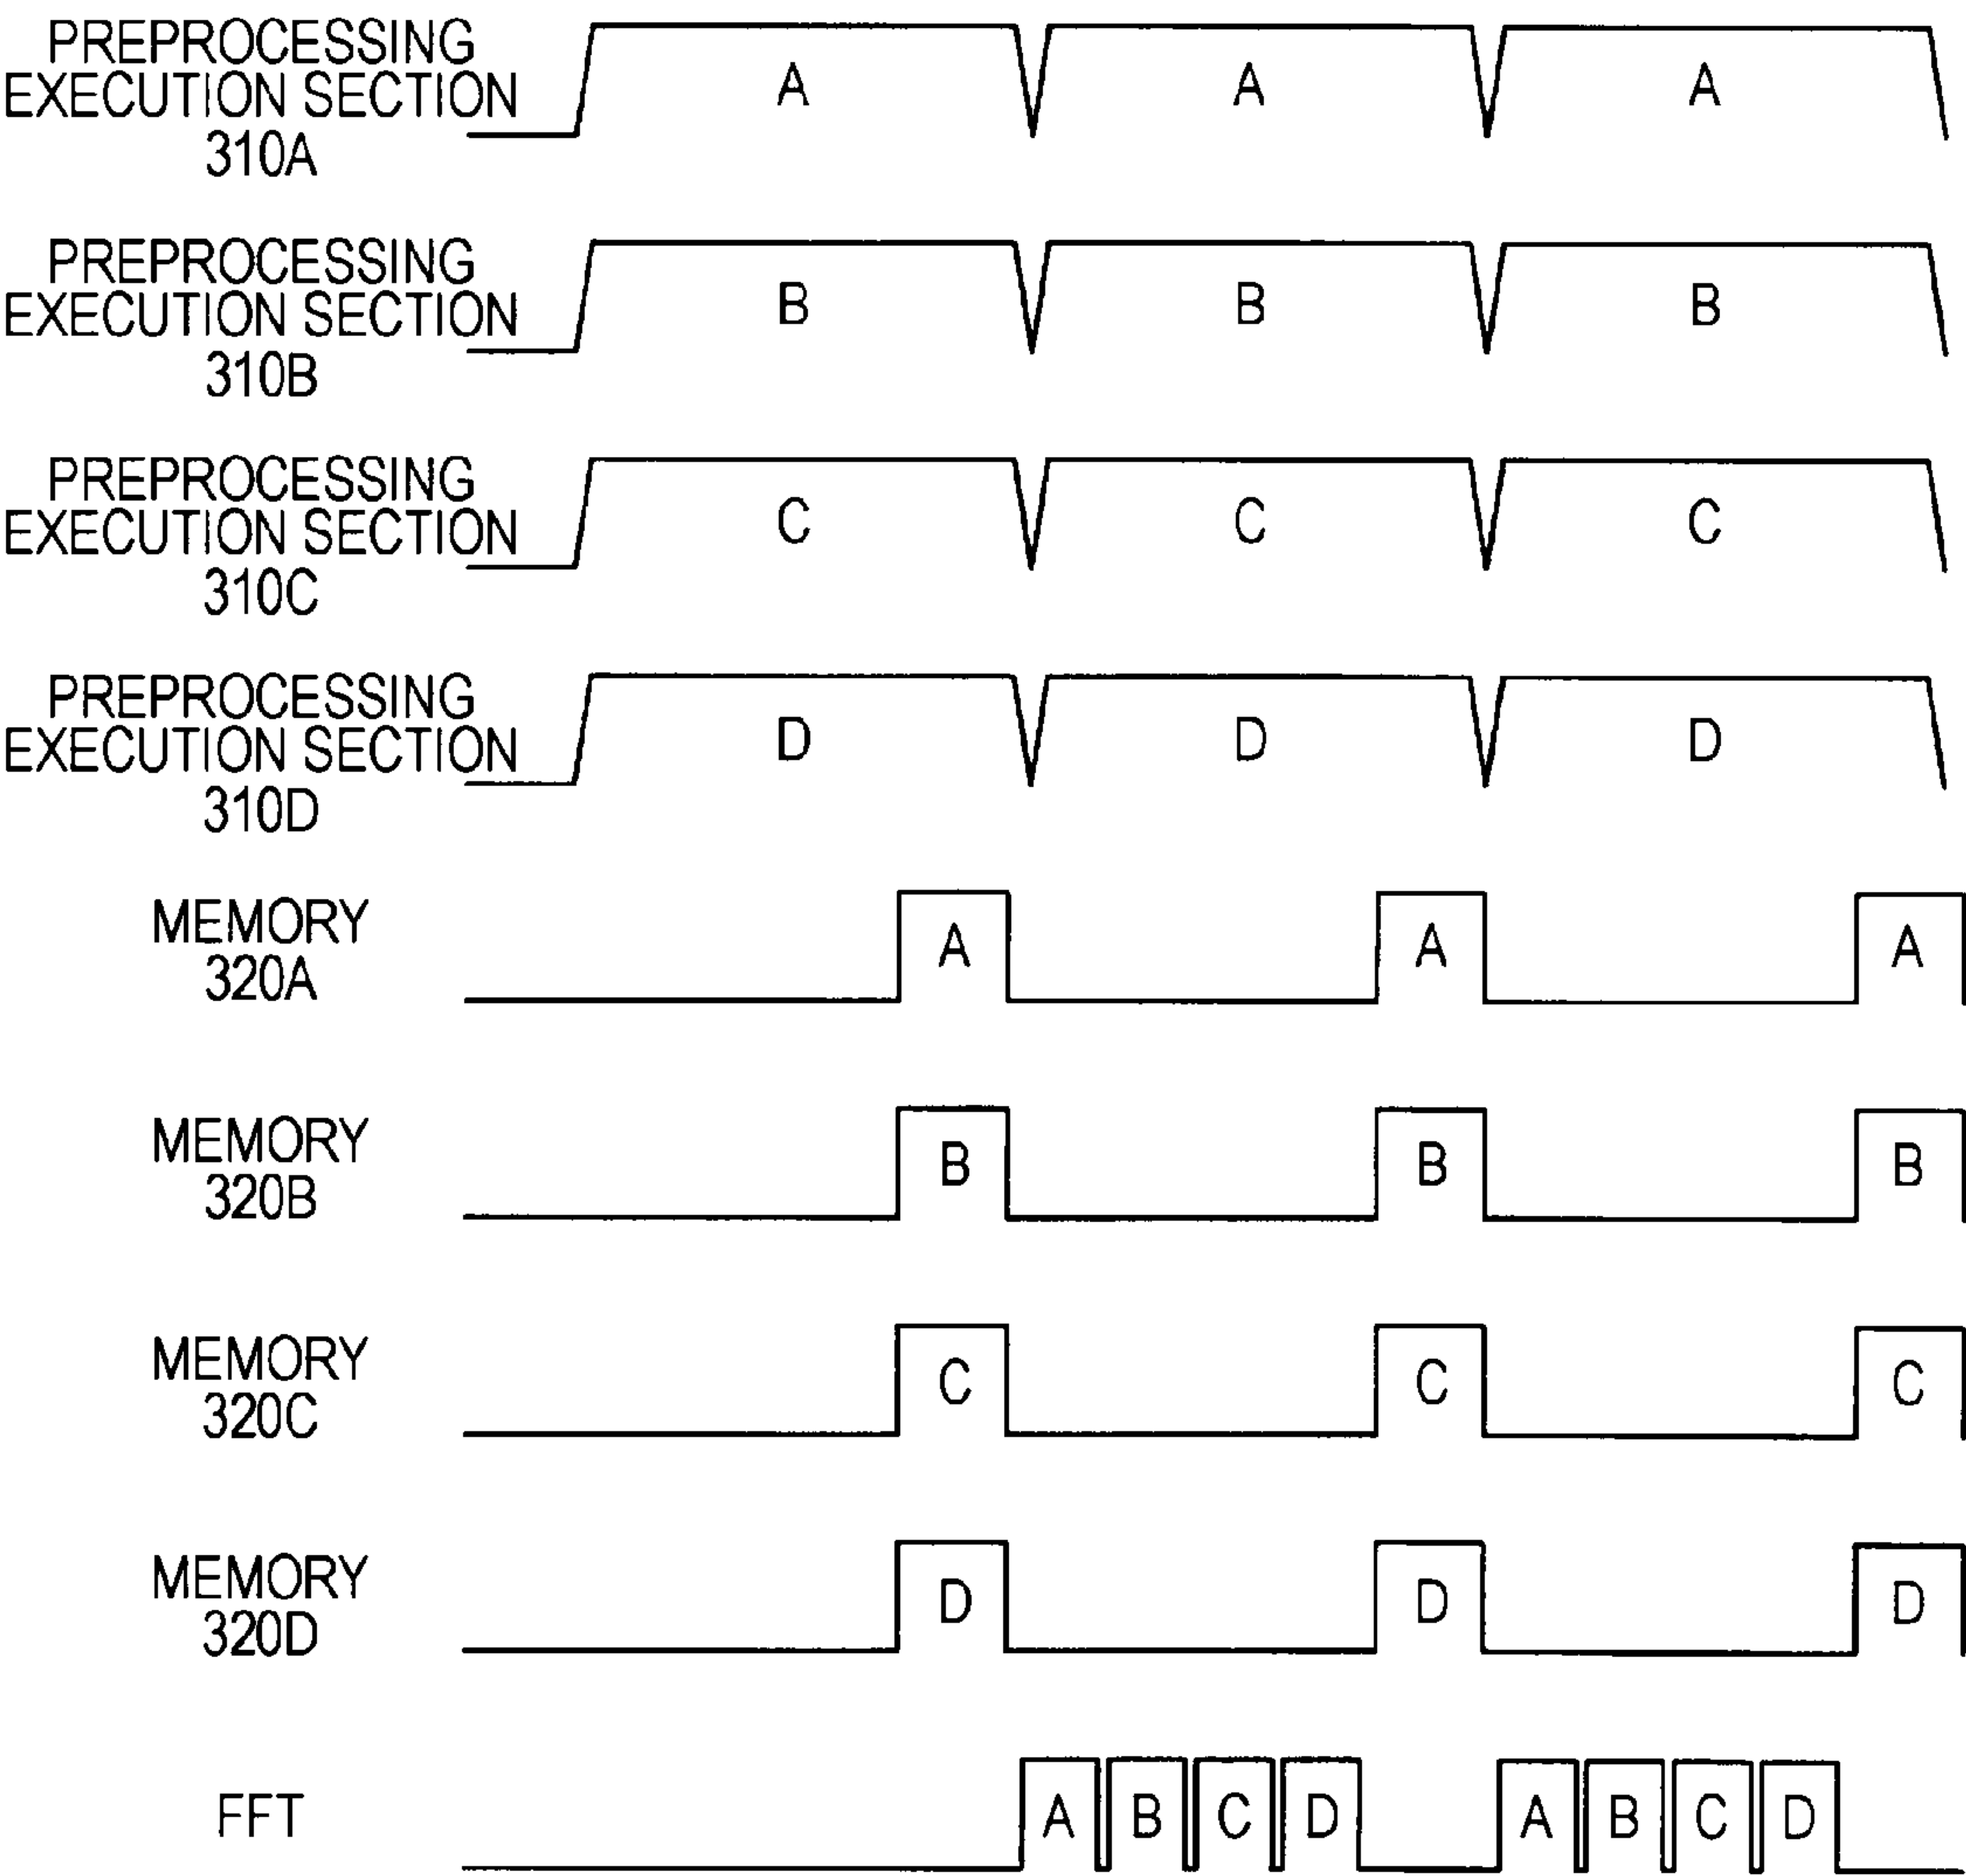 PREPROCESSING
EXECUTION SECTION
310A
A A A
PREPROCESSING
EXECUTION SECTION
310B
B B B
PREPROCESSING
EXECUTION SECTION
310C
C C C
PREPROCESSING
EXECUTION SECTION
310D
D D D
MEMORY
320A
A A A
MEMORY
320B
B B B
MEMORY
320C
C C C
MEMORY
320D
D D D
FFT
A B C D A B C D